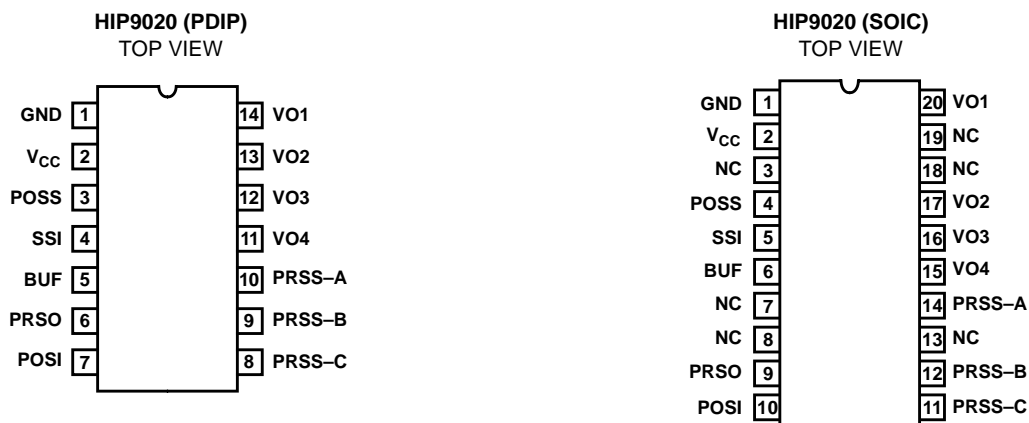 HIP9020 (PDIP)
TOP VIEW
GND 1 14 VO1
VCC 2 13 VO2
POSS 3 12 VO3
SSI 4 11 VO4
BUF 5 10 PRSS–A
PRSO 6 9 PRSS–B
POSI 7 8 PRSS–C
HIP9020 (SOIC)
TOP VIEW
GND 1 20 VO1
VCC 2 19 NC
NC 3 18 NC
POSS 4 17 VO2
SSI 5 16 VO3
BUF 6 15 VO4
NC 7 14 PRSS–A
NC 8 13 NC
PRSO 9 12 PRSS–B
POSI 10 11 PRSS–C